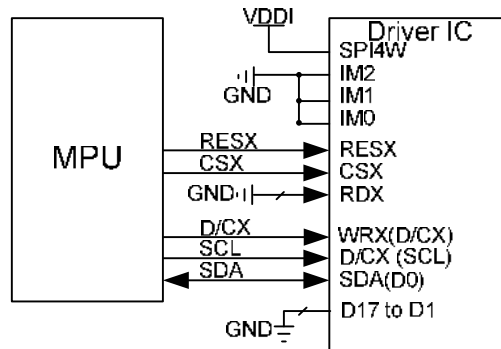 VDDI
Driver IC
SPI4W
IM2
GND
IM1
IM0
MPU
RESX
RESX
CSX
CSX
GND
RDX
D/CX
WRX(D/CX)
SCL
D/CX (SCL)
SDA
SDA(D0)
D17 to D1
GND